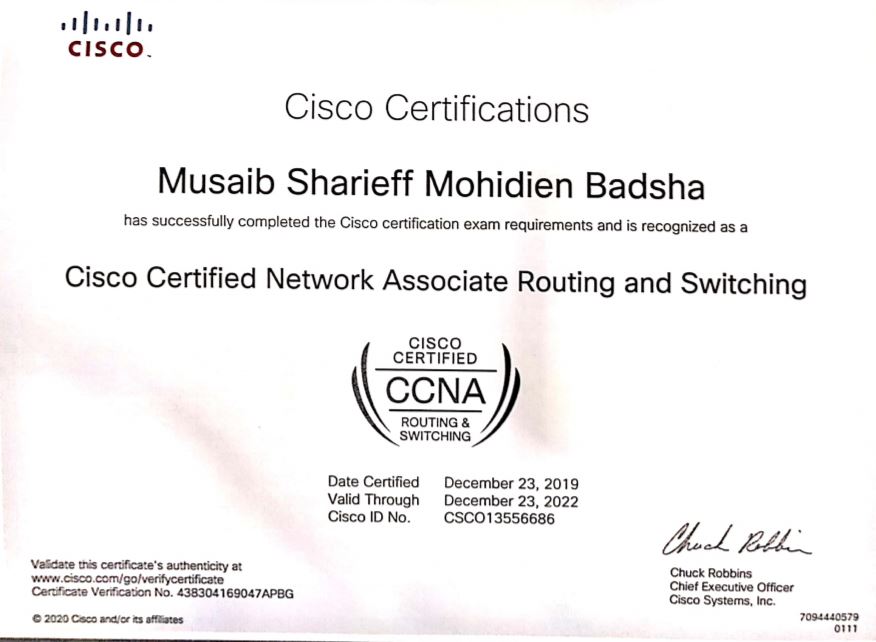 CISCO
Cisco Certifications
Musaib Sharieff Mohidien Badsha
has successfully completed the Cisco certification exam requirements and is recognized as a
Cisco Certified Network Associate Routing and Switching
CISCO
CERTIFIED
CCNA
ROUTING &
SWITCHING
Date Certified December 23, 2019
Valid Through December 23, 2022
Cisco ID No. CSCO13556686
Chuck Robbin
Validate this certificate's authenticity at
www.cisco.com/go/verifycertificate
Certificate Verification No. 438304169047APBG
Chuck Robbins
Chief Executive Officer
Cisco Systems, Inc.
© 2020 Cisco and/or its affiliates
7094440579
0111